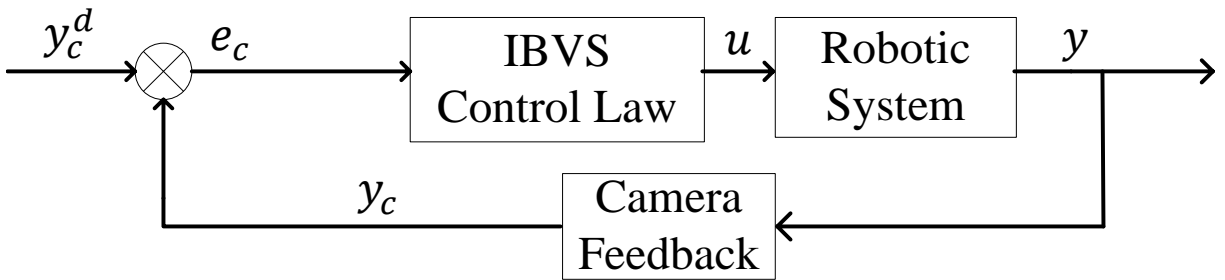 y_c^d
e_c
IBVS
Control Law
u
Robotic
System
y
y_c
Camera
Feedback